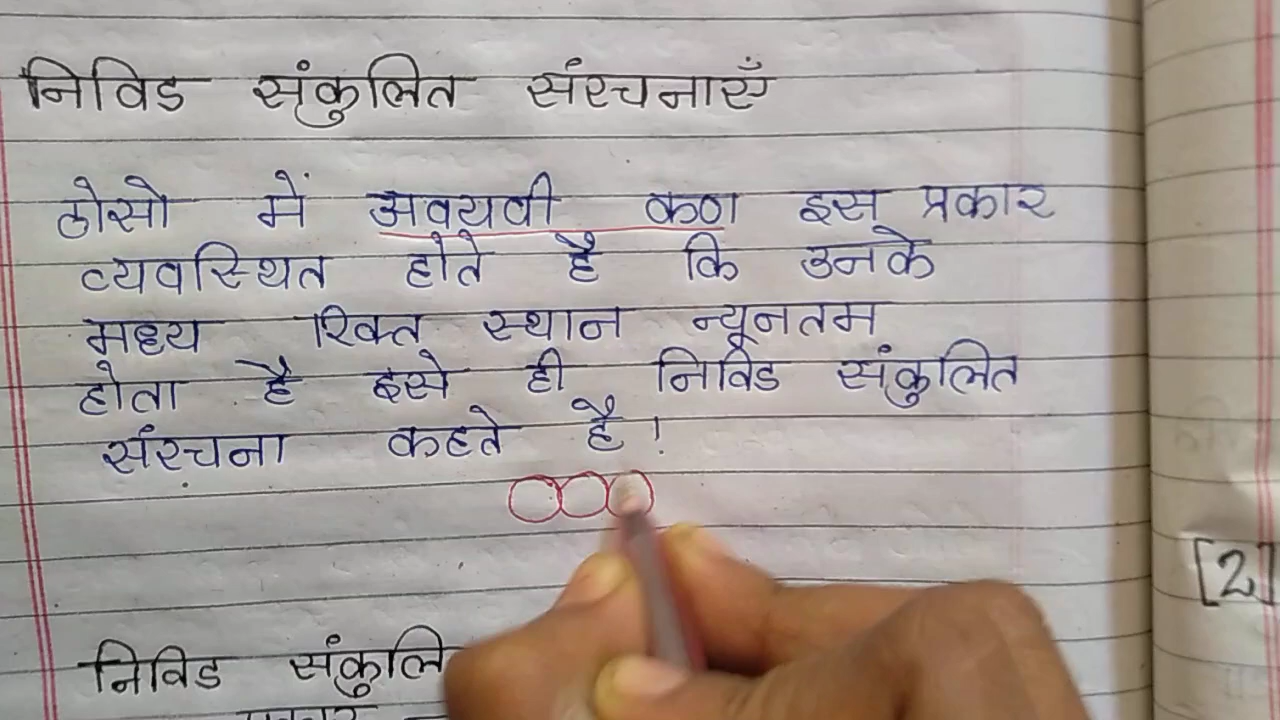 निविड संकुलित संरचनाएँ
ठोसो में अवयवी कण इस प्रकार
व्यवस्थित होते है कि उनके
मध्य रिक्त स्थान न्यूनतम
होता है इसे ही निविड संकुलित
संरचना कहते है।
[2]
निविड संकुलि